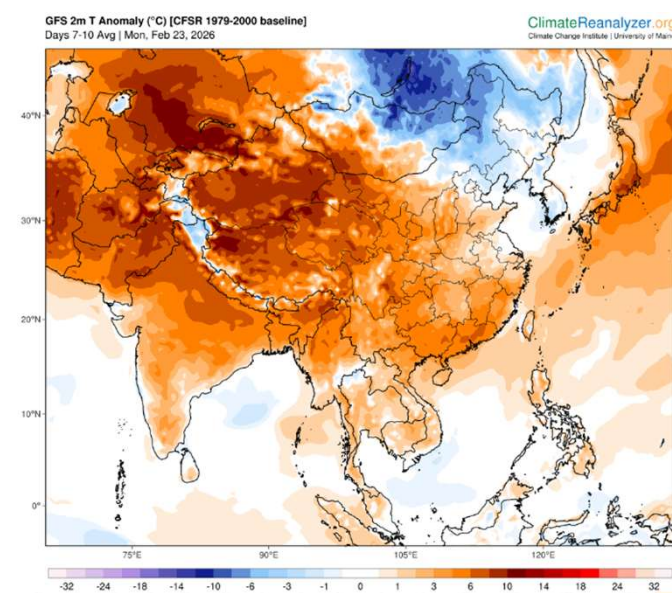 GFS 2m T Anomaly (°C) [CFSR 1979-2000 baseline]
Days 7-10 Avg | Mon, Feb 23, 2026
ClimateReanalyzer.org
Climate Change Institute | University of Maine
40°N
30°N
20°N
10°N
0°
75°E
90°E
105°E
120°E
-32 -24 -18 -14 -10 -6 -3 -1 0 1 3 6 10 14 18 24 32